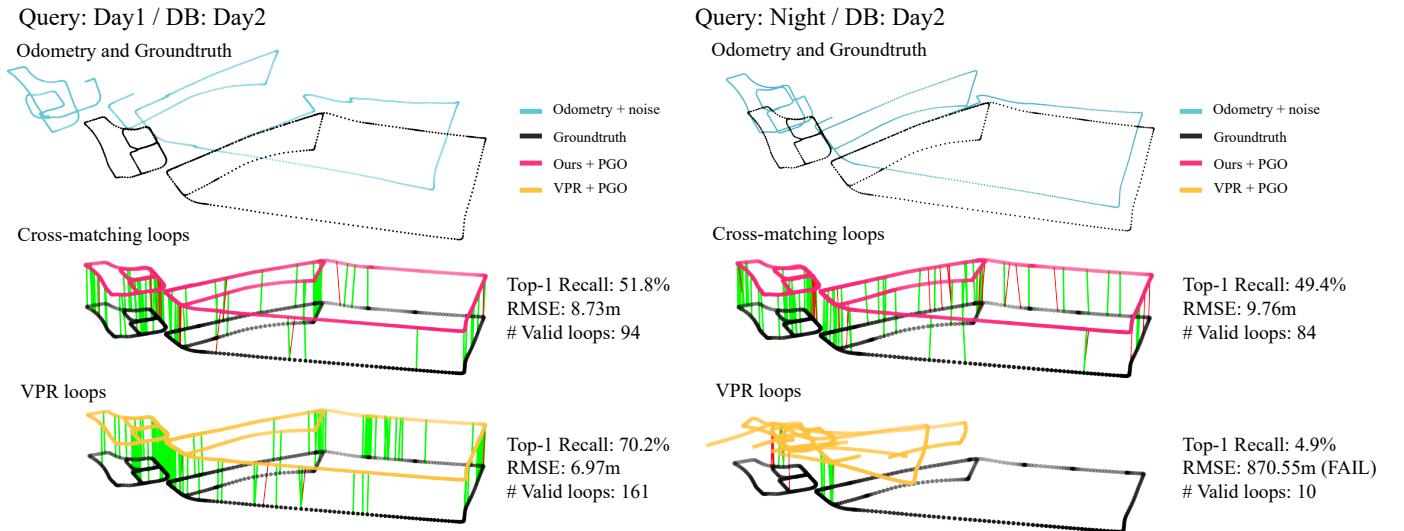 Query: Day1 / DB: Day2
Odometry and Groundtruth
Odometry + noise
Groundtruth
Ours + PGO
VPR + PGO
Cross-matching loops
Top-1 Recall: 51.8%
RMSE: 8.73m
# Valid loops: 94
VPR loops
Top-1 Recall: 70.2%
RMSE: 6.97m
# Valid loops: 161
Query: Night / DB: Day2
Odometry and Groundtruth
Odometry + noise
Groundtruth
Ours + PGO
VPR + PGO
Cross-matching loops
Top-1 Recall: 49.4%
RMSE: 9.76m
# Valid loops: 84
VPR loops
Top-1 Recall: 4.9%
RMSE: 870.55m (FAIL)
# Valid loops: 10